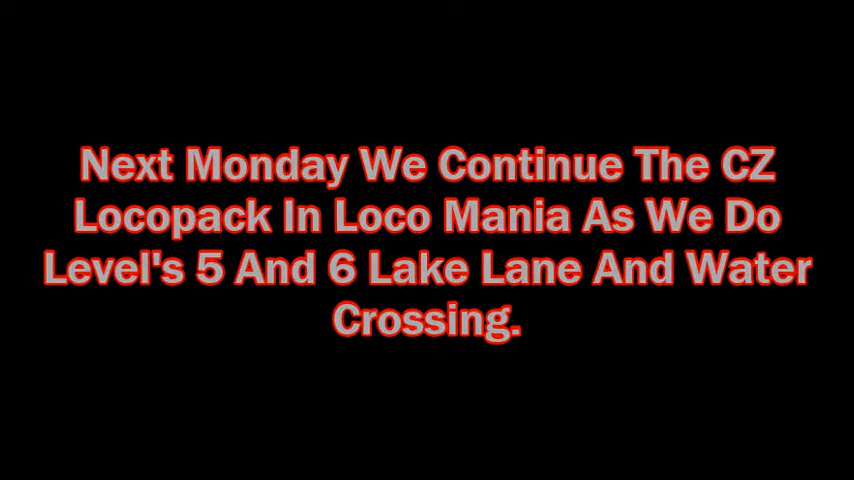 Next Monday We Continue The CZ
Locopack In Loco Mania As We Do
Level's 5 And 6 Lake Lane And Water
Crossing.